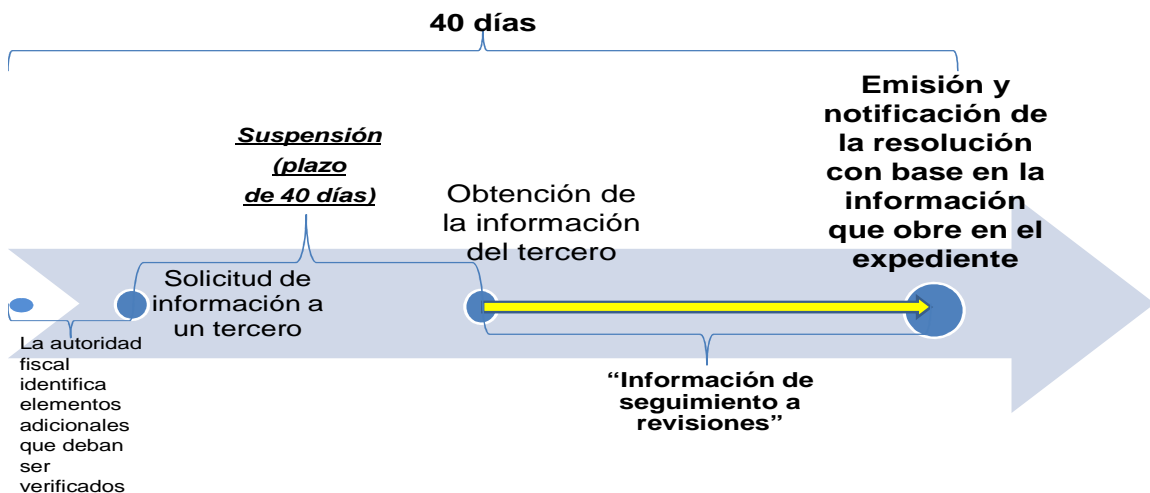 40 días
Suspensión
(plazo
de 40 días)
Obtención de
la información
del tercero
Emisión y
notificación de
la resolución
con base en la
información
que obre en el
expediente
Solicitud de
información a
un tercero
La autoridad
fiscal
identifica
elementos
adicionales
que deban
ser
verificados
“Información de
seguimiento a
revisiones”